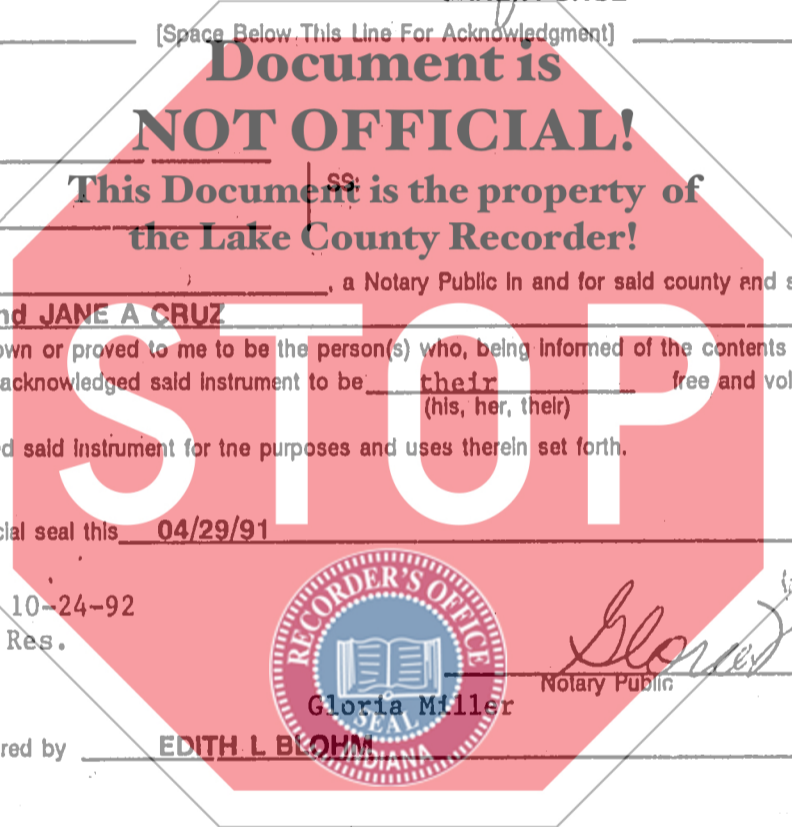 [Space Below This Line For Acknowledgment]
Document is
NOT OFFICIAL!
SS:
This Document is the property of
the Lake County Recorder!
, a Notary Public in and for said county and s
nd JANE A CRUZ
own or proved to me to be the person(s) who, being informed of the contents
acknowledged said instrument to be their free and vol
(his, her, their)
d said instrument for tne purposes and uses therein set forth.
STOP
cial seal this 04/29/91
10-24-92
Res.
RECORDER'S OFFICE
SEAL
INDIANA
Gloria
Notary Public
Gloria Miller
red by EDITH L BLOHM